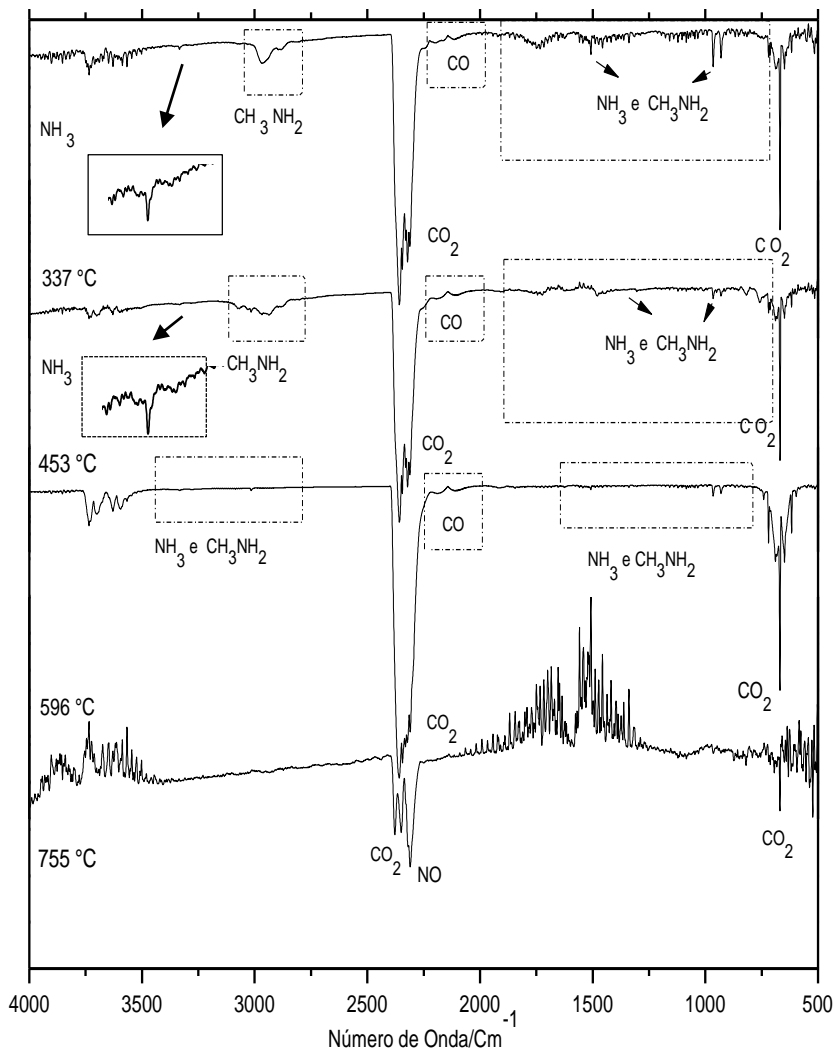 CO
NH3 e CH3NH2
CH3NH2
NH3
CO2
CO2
337 °C
CO
NH3 e CH3NH2
CH3NH2
NH3
CO2
CO2
453 °C
CO
NH3 e CH3NH2
NH3 e CH3NH2
CO2
CO2
596 °C
CO2
CO2
NO
755 °C
4000 3500 3000 2500 2000 1500 1000 500
Número de Onda/Cm-1